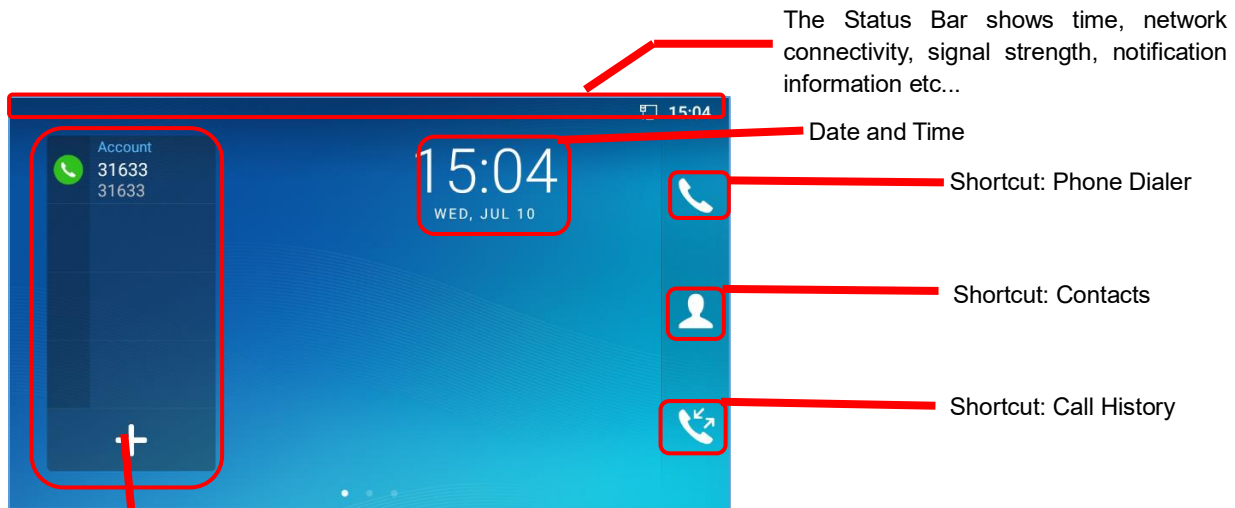 The Status Bar shows time, network
connectivity, signal strength, notification
information etc...
15:04
Date and Time
Account
31633
31633
15:04
WED, JUL 10
Shortcut: Phone Dialer
Shortcut: Contacts
Shortcut: Call History